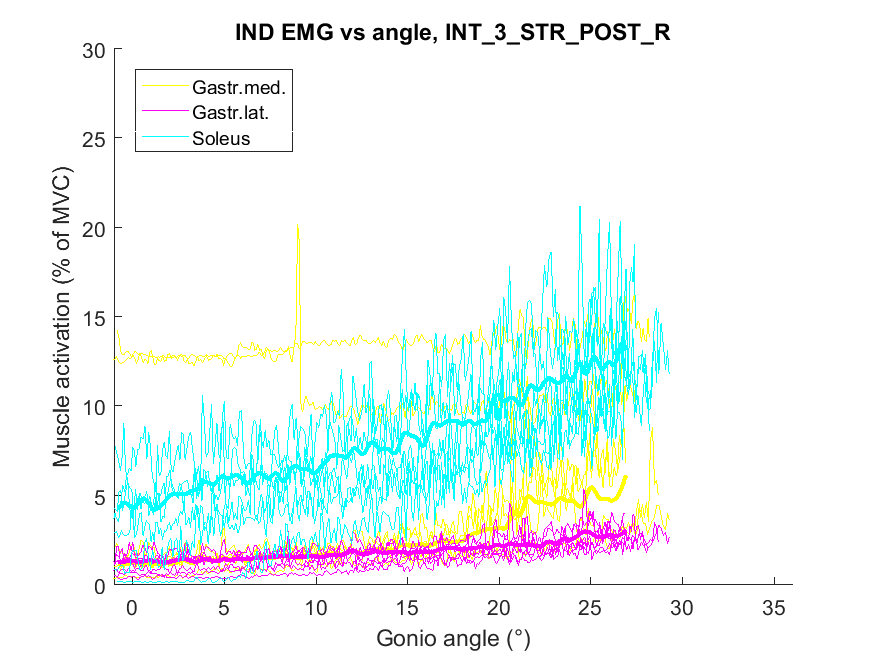 IND EMG vs angle, INT_3_STR_POST_R
30
25
20
15
10
5
0
Muscle activation (% of MVC)
Gastr.med.
Gastr.lat.
Soleus
0 5 10 15 20 25 30 35
Gonio angle (°)